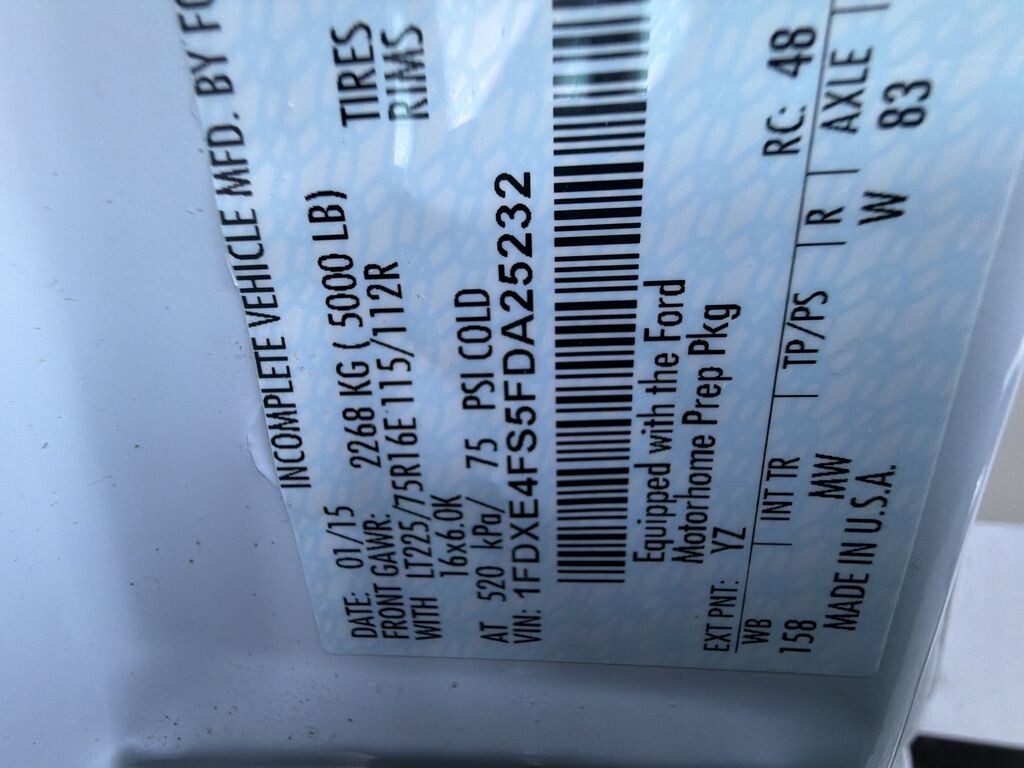 INCOMPLETE VEHICLE MFD. BY
DATE: 01/15
FRONT GAWR: 2268 KG ( 5000 LB)
WITH LT225/75R16E 115/112R TIRES
16x6.0K RIMS
AT 520 kPa/ 75 PSI COLD
VIN: 1FDXE4FS5FDA25232
Equipped with the Ford
Motorhome Prep Pkg
EXT PNT: YZ RC: 48
WB | INT TR | TP/PS | R | AXLE |
158 MW W 83
MADE IN U.S.A.